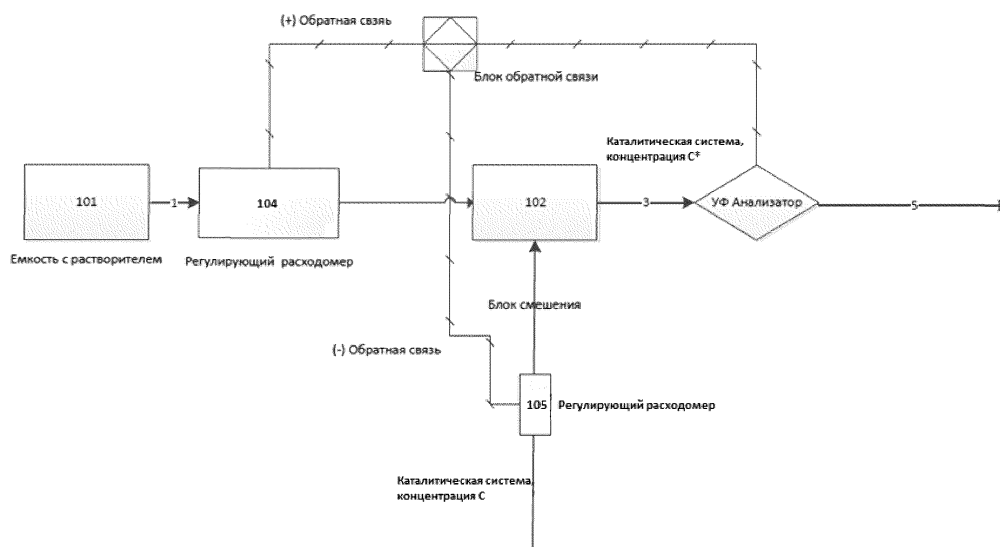 (+) Обратная связь
Блок обратной связи
Каталитическая система,
концентрация С*
101
1
104
102
3
УФ Анализатор
5
Емкость с растворителем
Регулирующий расходомер
Блок смешения
(-) Обратная связь
105
Регулирующий расходомер
Каталитическая система,
концентрация С